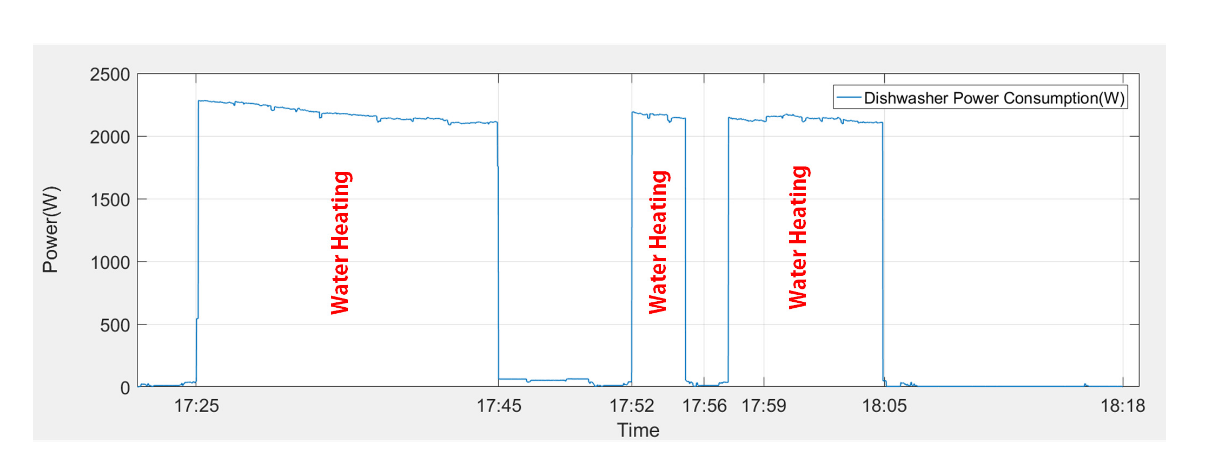 2500
Dishwasher Power Consumption(W)
2000
1500
1000
500
0
Power(W)
Water Heating
Water Heating
Water Heating
17:25 17:45 17:52 17:56 17:59 18:05 18:18
Time